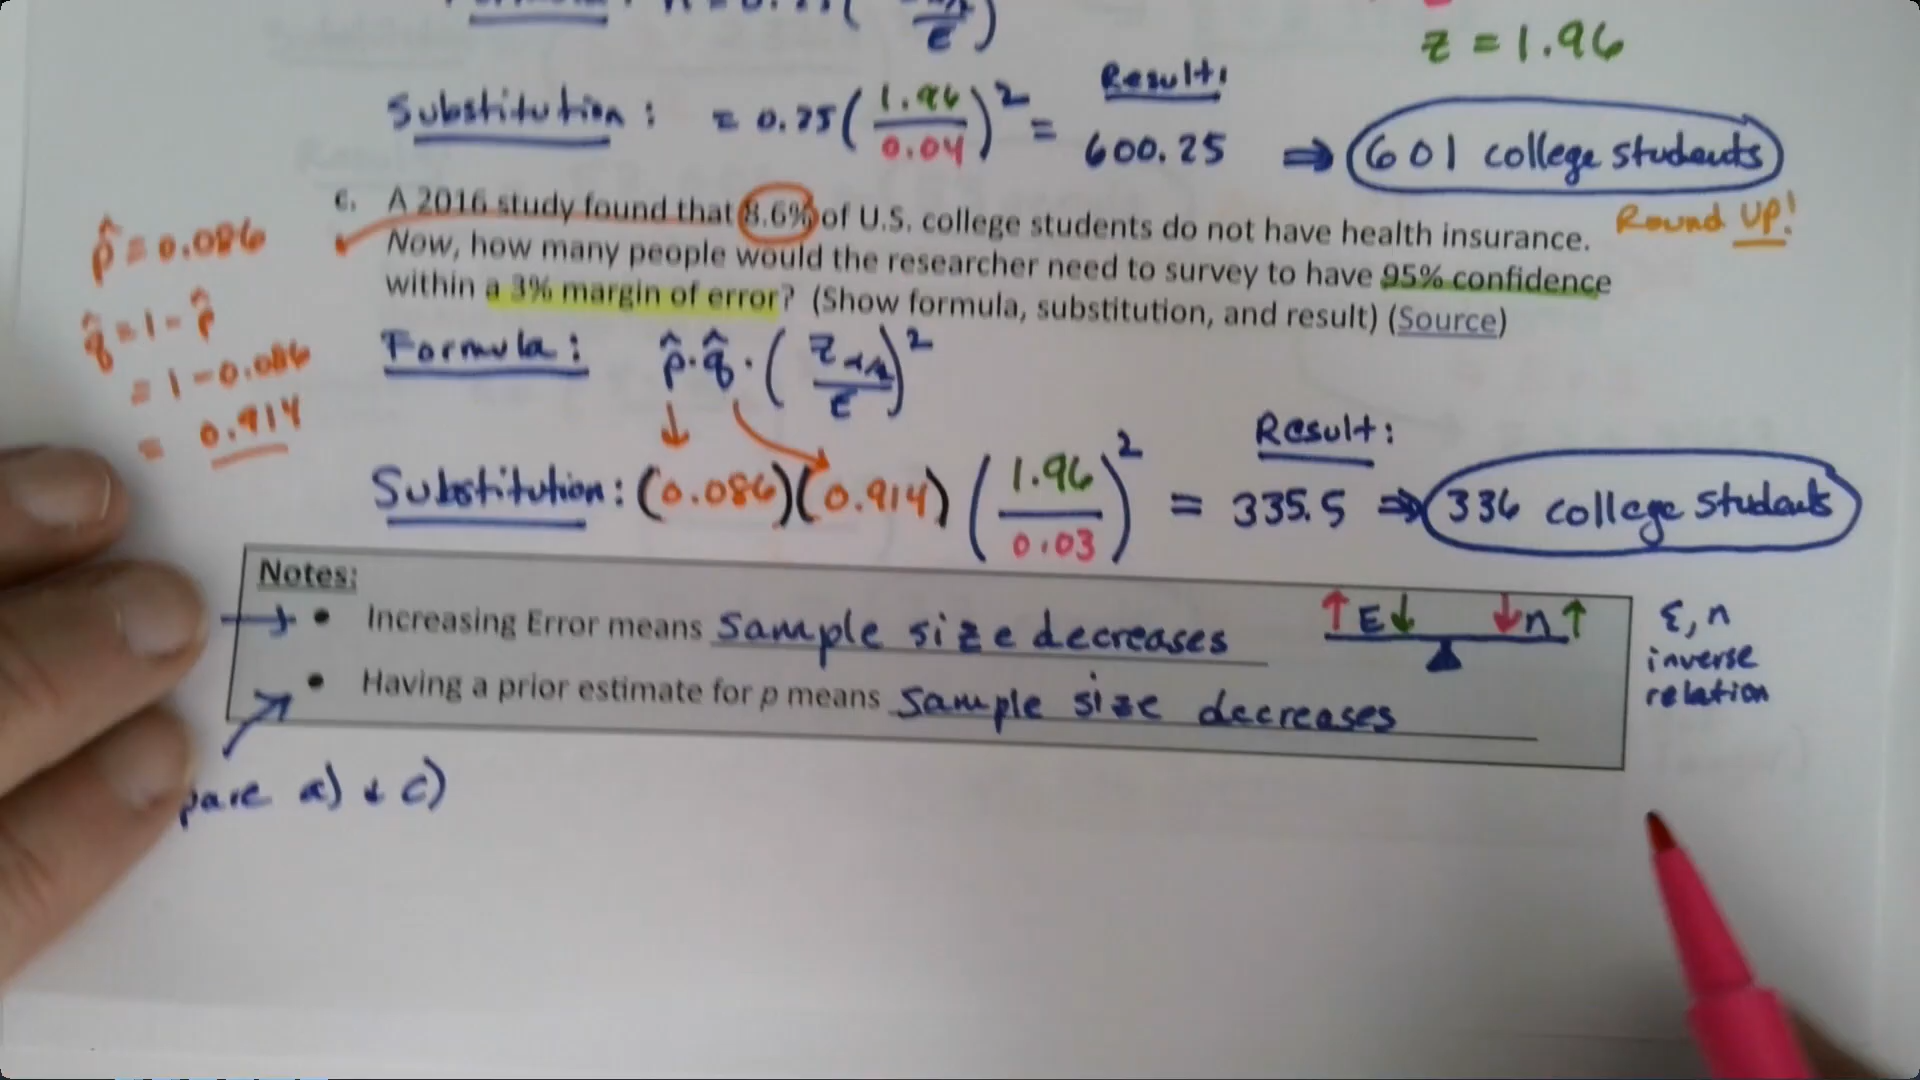 z = 1.96
Result:
Substitution: = 0.25(1.96/0.04)² = 600.25 ⇒ 601 college students
Round UP!
c. A 2016 study found that 8.6% of U.S. college students do not have health insurance.
Now, how many people would the researcher need to survey to have 95% confidence
within a 3% margin of error? (Show formula, substitution, and result) (Source)
p̂ = 0.086
q̂ = 1 - p̂
= 1 - 0.086
= 0.914
Formula: p̂·q̂·(Zα/2/E)²
Result:
Substitution: (0.086)(0.914)(1.96/0.03)² = 335.5 ⇒ 336 college students
Notes:
• Increasing Error means sample size decreases ↑E↓ ↓n↑
• Having a prior estimate for p means sample size decreases
E, n
inverse
relation
pare a) + c)